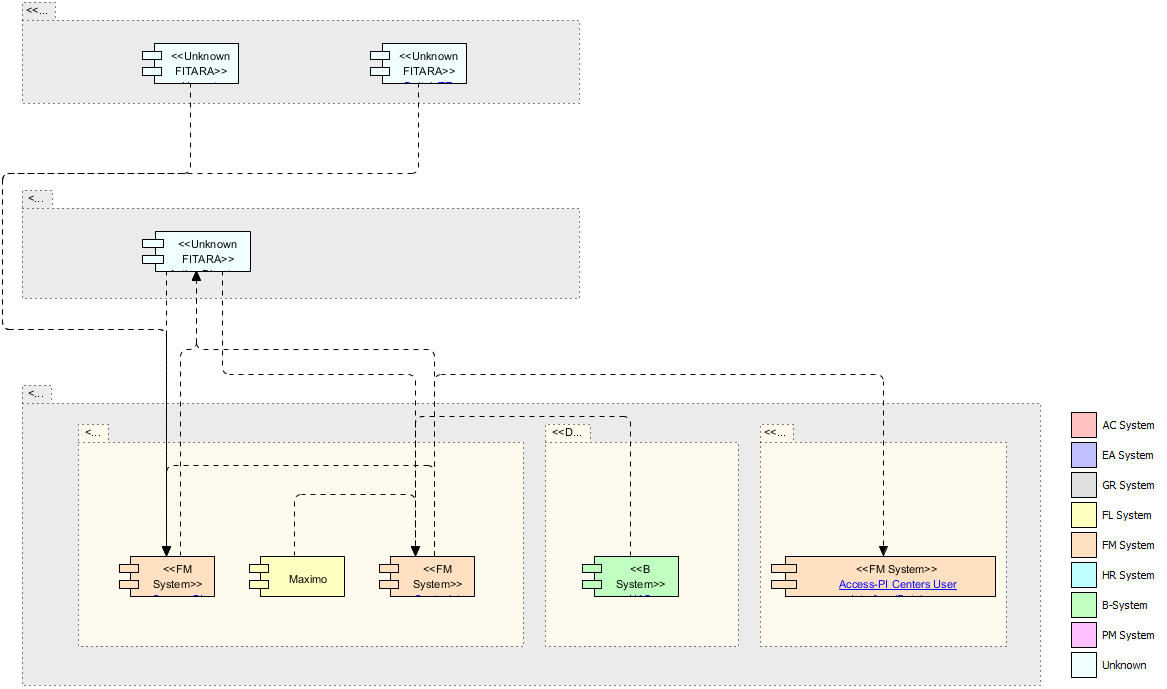 <<...
<<Unknown
FITARA>>
<<Unknown
FITARA>>
<...
<<Unknown
FITARA>>
<...
<...
<<D...
<<...
<<FM
System>>
Maximo
<<FM
System>>
<<B
System>>
<<FM System>>
Access-PI Centers User
AC System
EA System
GR System
FL System
FM System
HR System
B-System
PM System
Unknown